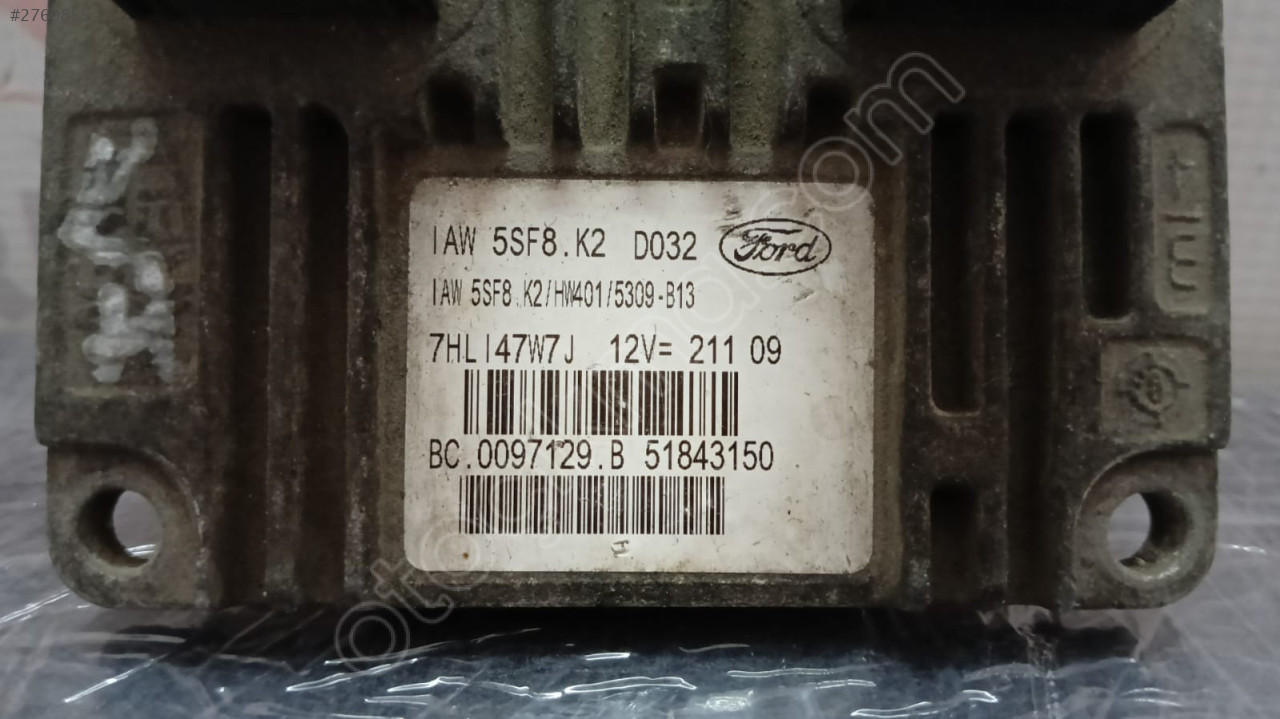 IAW 5SF8.K2 D032 Ford
IAW 5SF8.K2/HW401/5309-B13
7HLI47W7J 12V= 211 09
BC.0097129.B 51843150